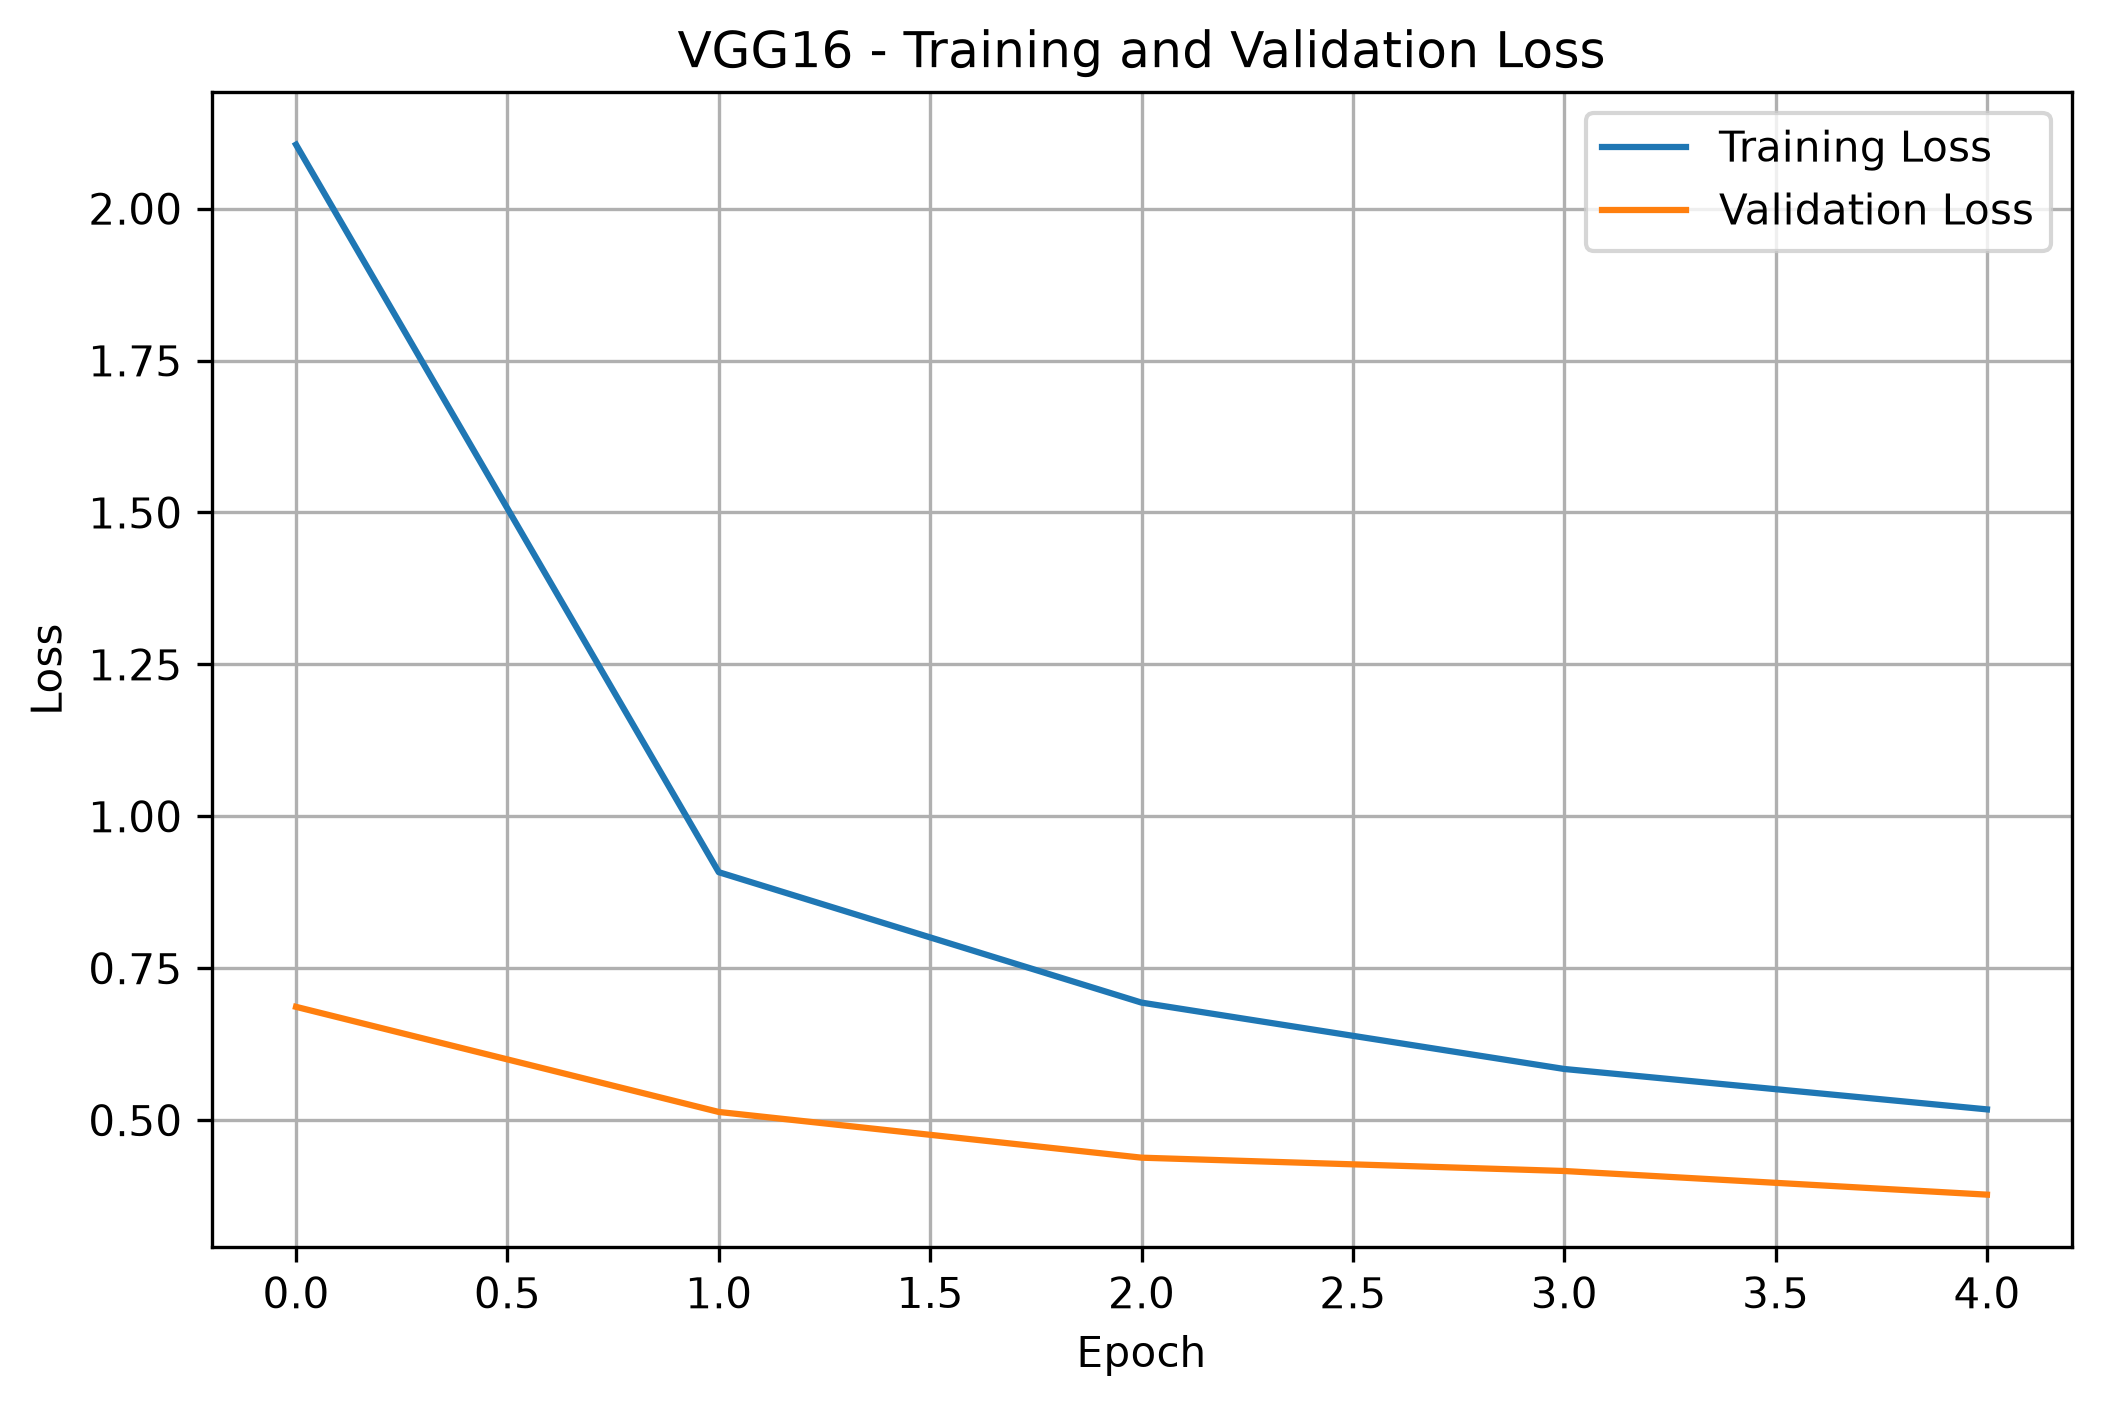 VGG16 - Training and Validation Loss
Training Loss
Validation Loss
2.00
1.75
1.50
1.25
1.00
0.75
0.50
Loss
0.0 0.5 1.0 1.5 2.0 2.5 3.0 3.5 4.0
Epoch